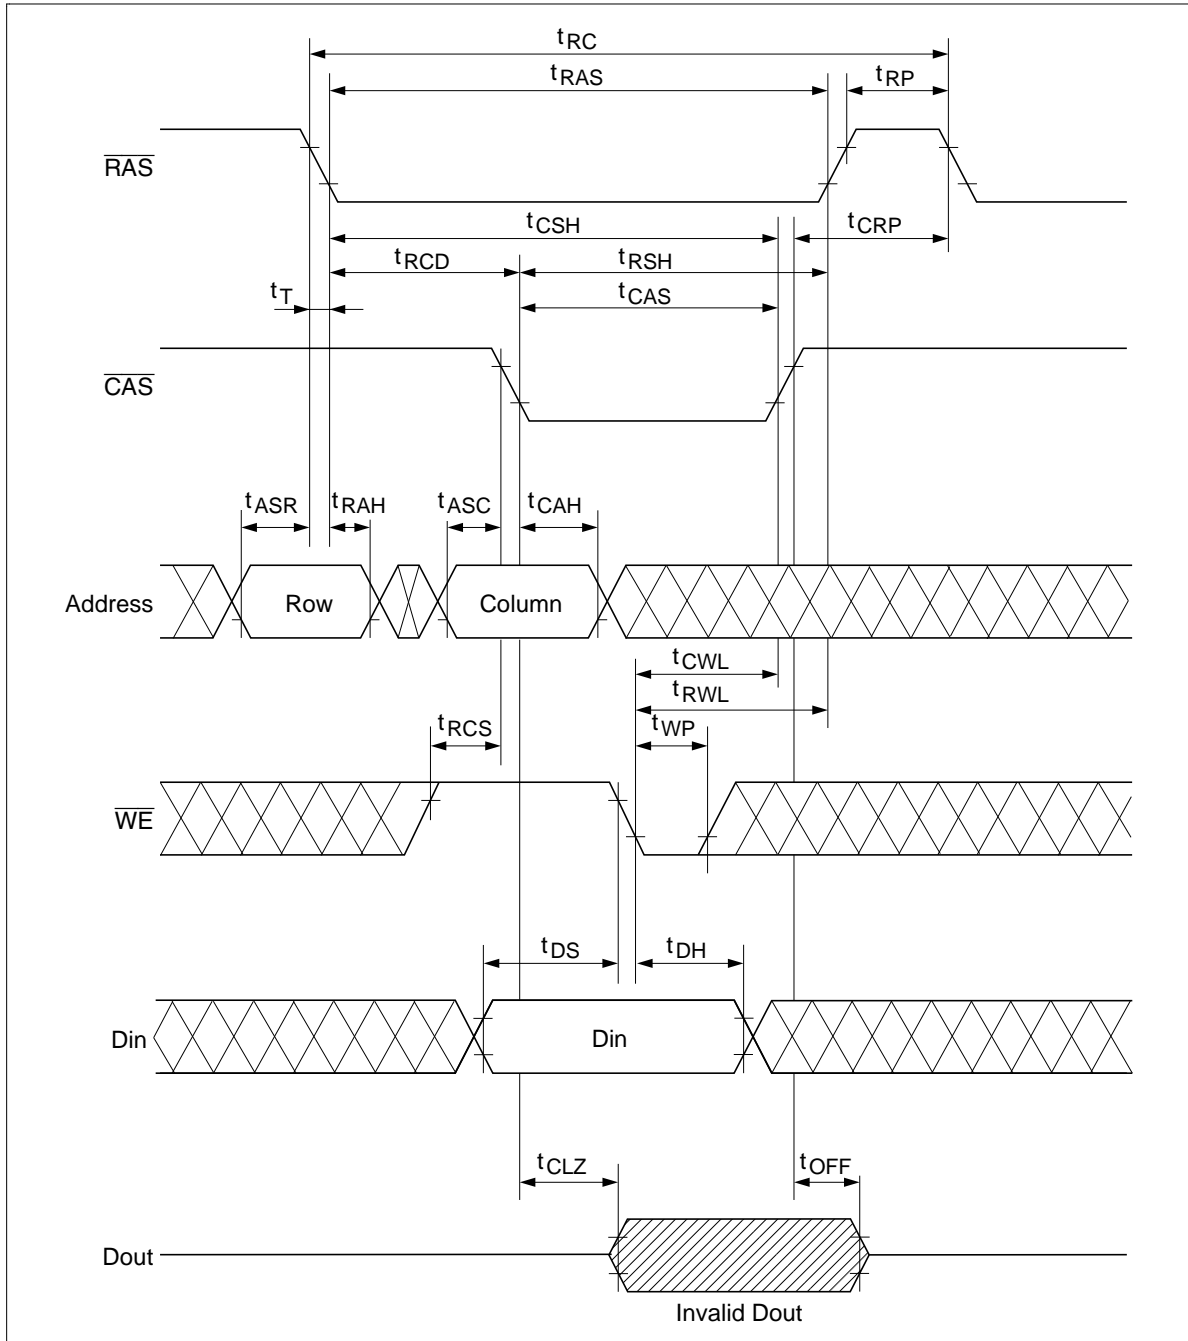 tRC
tRAS
tRP
RAS
tCSH
tCRP
tRCD
tRSH
tT
tCAS
CAS
tASR
tRAH
tASC
tCAH
Address
Row
Column
tCWL
tRWL
tRCS
tWP
WE
tDS
tDH
Din
Din
tCLZ
tOFF
Dout
Invalid Dout